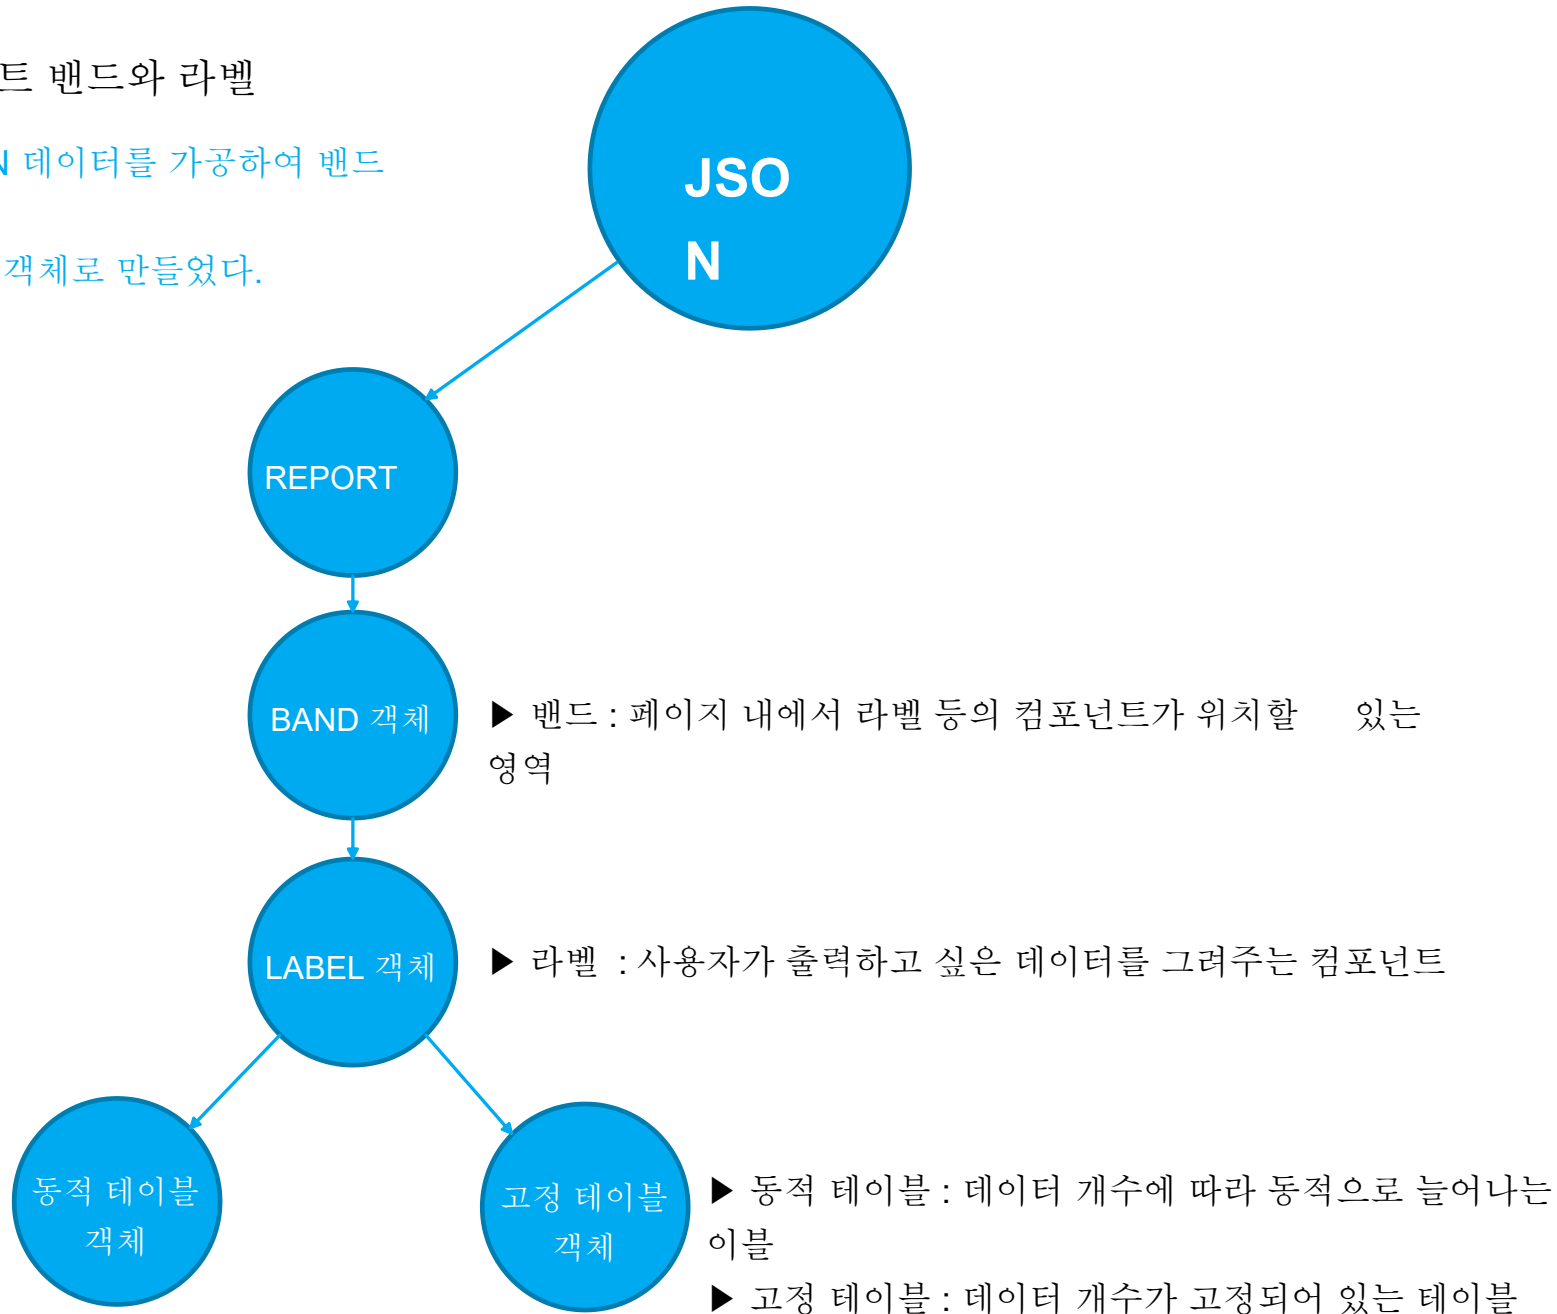 트 밴드와 라벨
N 데이터를 가공하여 밴드
객체로 만들었다.
JSO
N
REPORT
BAND 객체
▶ 밴드 : 페이지 내에서 라벨 등의 컴포넌트가 위치할 있는
영역
LABEL 객체
▶ 라벨 : 사용자가 출력하고 싶은 데이터를 그려주는 컴포넌트
동적 테이블
객체
고정 테이블
객체
▶ 동적 테이블 : 데이터 개수에 따라 동적으로 늘어나는
이블
▶ 고정 테이블 : 데이터 개수가 고정되어 있는 테이블